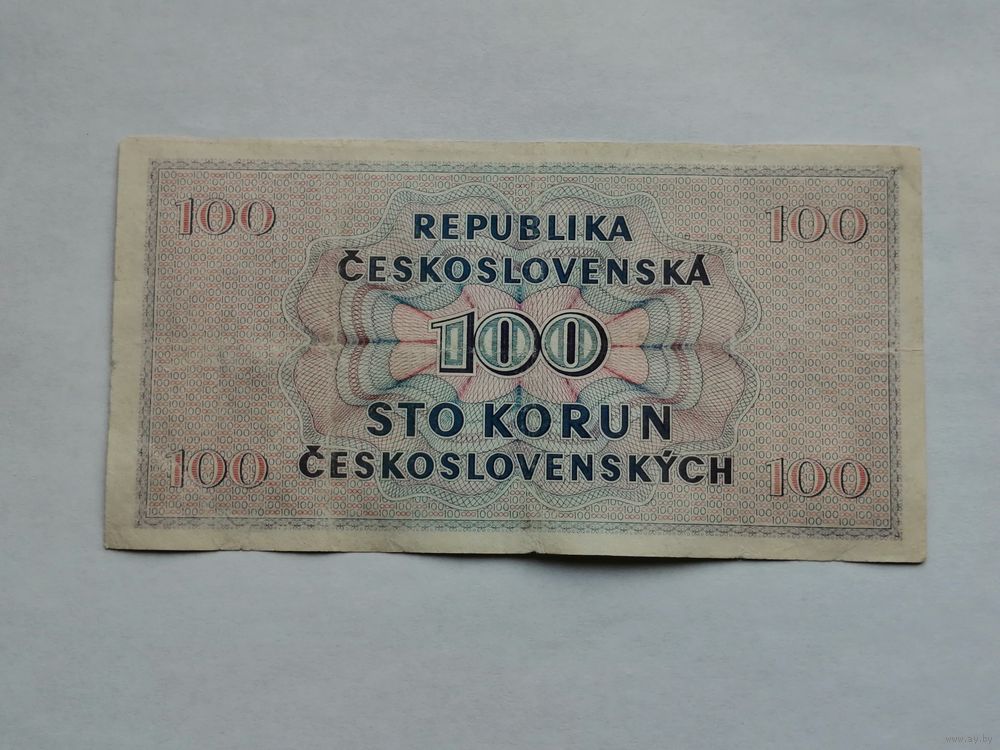 100 100
REPUBLIKA
ČESKOSLOVENSKÁ
100
STO KORUN
ČESKOSLOVENSKÝCH
100 100
www.ay.by